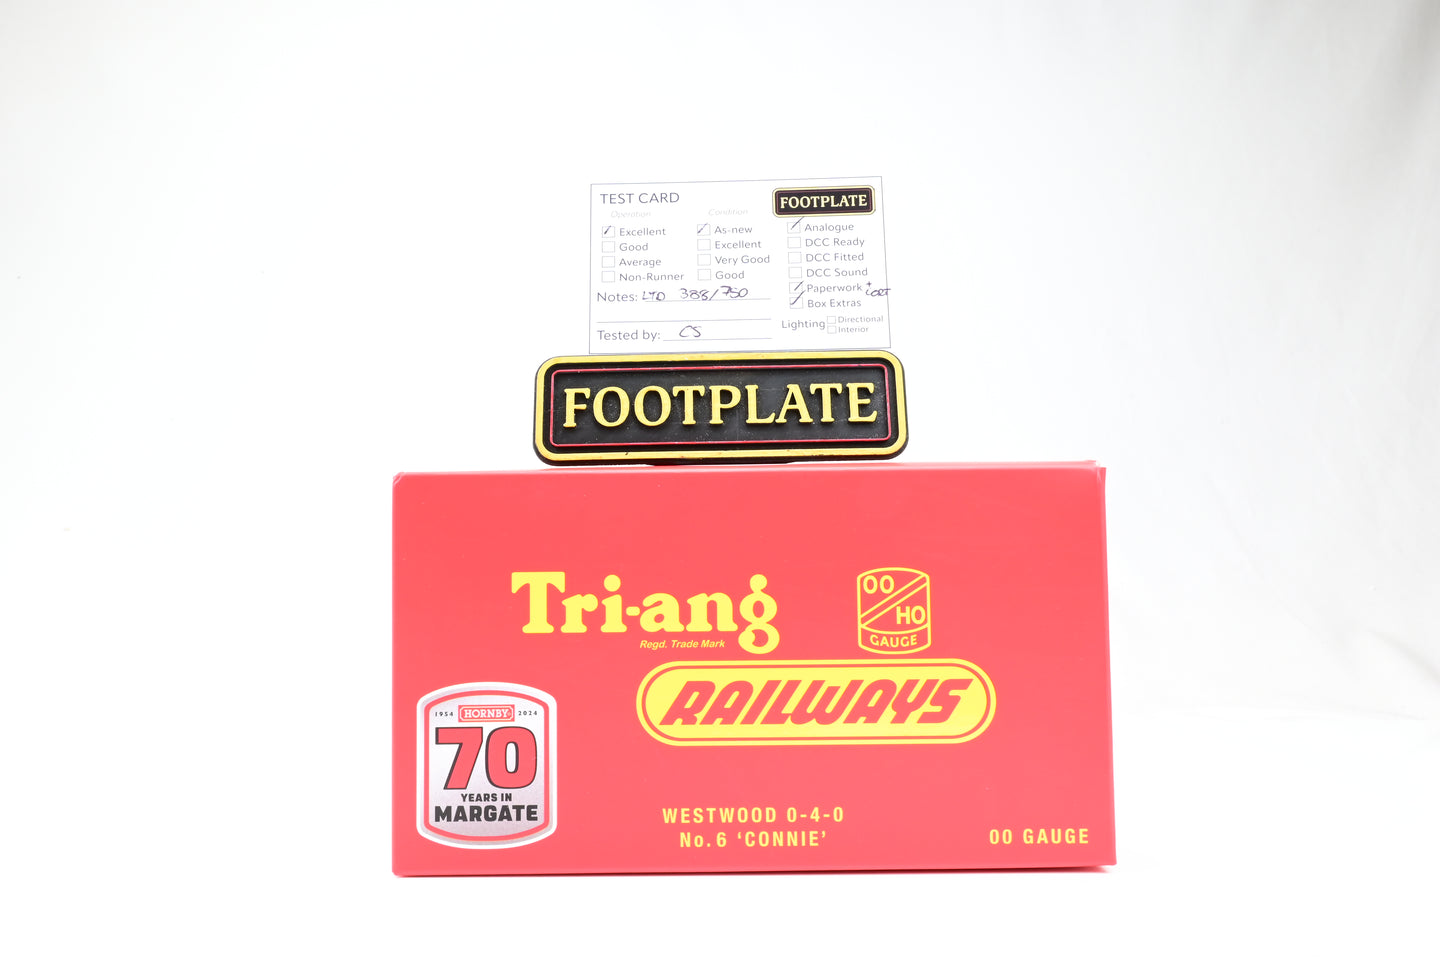 TEST CARD
FOOTPLATE
Operation
Condition
Excellent
As-new
Analogue
Good
Excellent
DCC Ready
Average
Very Good
DCC Fitted
Non-Runner
Good
DCC Sound
Paperwork +
Notes: LTD 388/750
Box Extras
Lighting
Directional
Interior
Tested by: CS
FOOTPLATE
Tri-ang
Regd. Trade Mark
OO
HO
GAUGE
RAILWAYS
1954 HORNBY 2024
70
YEARS IN
MARGATE
WESTWOOD 0-4-0
No. 6 ‘CONNIE’
OO GAUGE